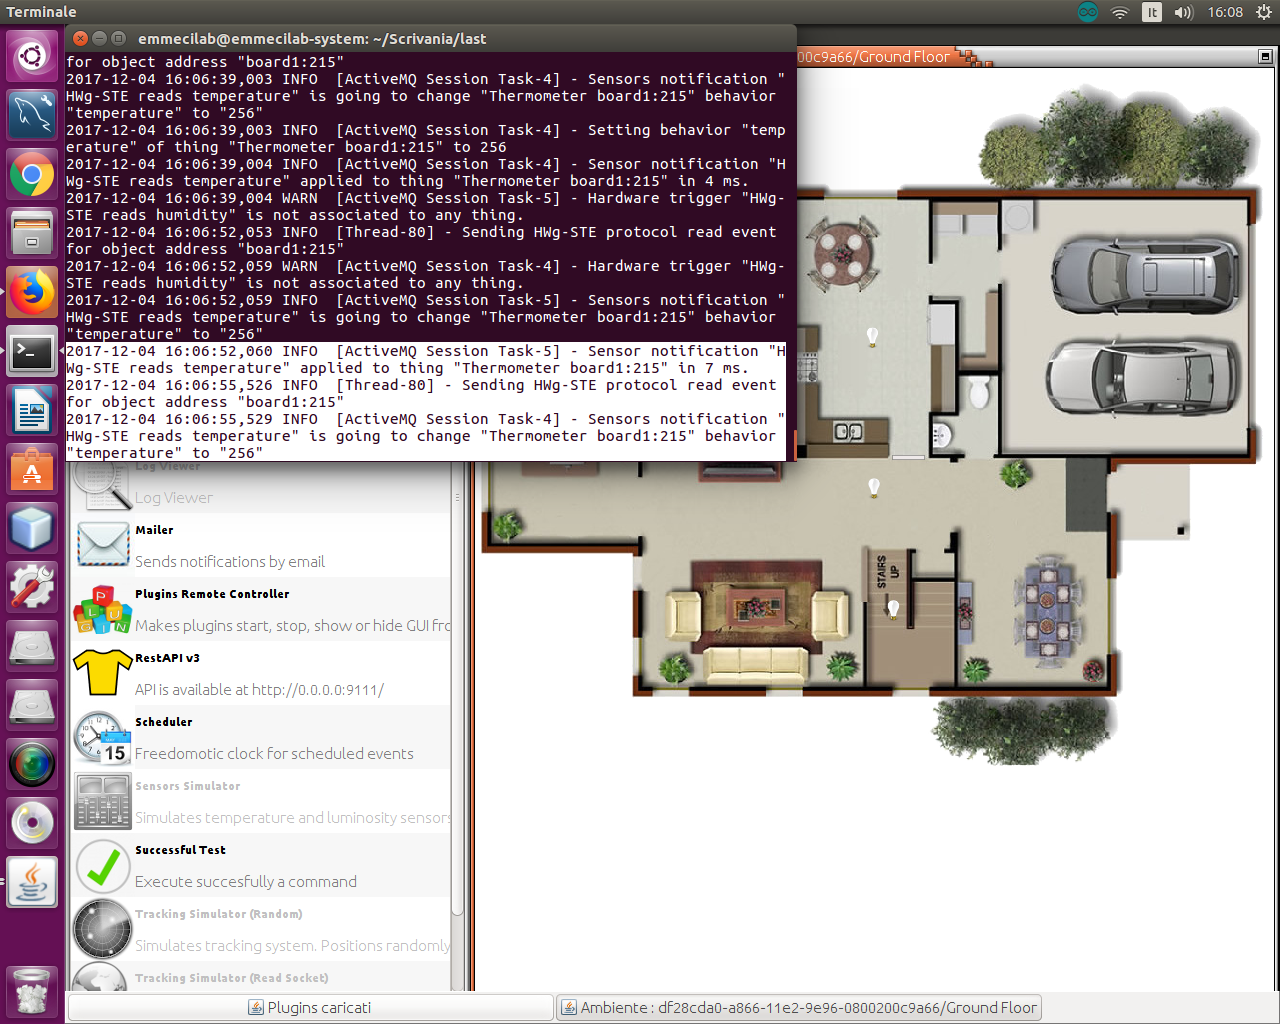 Terminale
It
16:08
emmecilab@emmecilab-system: ~/Scrivania/last
00c9a66/Ground Floor
for object address "board1:215"
2017-12-04 16:06:39,003 INFO  [ActiveMQ Session Task-4] - Sensors notification "
HWg-STE reads temperature" is going to change "Thermometer board1:215" behavior
"temperature" to "256"
2017-12-04 16:06:39,003 INFO  [ActiveMQ Session Task-4] - Setting behavior "temp
erature" of thing "Thermometer board1:215" to 256
2017-12-04 16:06:39,004 INFO  [ActiveMQ Session Task-4] - Sensor notification "H
Wg-STE reads temperature" applied to thing "Thermometer board1:215" in 4 ms.
2017-12-04 16:06:39,004 WARN  [ActiveMQ Session Task-5] - Hardware trigger "HWg-
STE reads humidity" is not associated to any thing.
2017-12-04 16:06:52,053 INFO  [Thread-80] - Sending HWg-STE protocol read event
for object address "board1:215"
2017-12-04 16:06:52,059 WARN  [ActiveMQ Session Task-4] - Hardware trigger "HWg-
STE reads humidity" is not associated to any thing.
2017-12-04 16:06:52,059 INFO  [ActiveMQ Session Task-5] - Sensors notification "
HWg-STE reads temperature" is going to change "Thermometer board1:215" behavior
"temperature" to "256"
2017-12-04 16:06:52,060 INFO  [ActiveMQ Session Task-5] - Sensor notification "H
Wg-STE reads temperature" applied to thing "Thermometer board1:215" in 7 ms.
2017-12-04 16:06:55,526 INFO  [Thread-80] - Sending HWg-STE protocol read event
for object address "board1:215"
2017-12-04 16:06:55,529 INFO  [ActiveMQ Session Task-4] - Sensors notification "
HWg-STE reads temperature" is going to change "Thermometer board1:215" behavior
"temperature" to "256"
Log Viewer
Log Viewer
Mailer
Sends notifications by email
Plugins Remote Controller
Makes plugins start, stop, show or hide GUI fro
RestAPI v3
API is available at http://0.0.0.0:9111/
Scheduler
Freedomotic clock for scheduled events
15
Sensors Simulator
Simulates temperature and luminosity sensors
Successful Test
Execute succesfully a command
Tracking Simulator (Random)
Simulates tracking system. Positions randomly
Tracking Simulator (Read Socket)
STAIRS
UP
Plugins caricati
Ambiente : df28cda0-a866-11e2-9e96-0800200c9a66/Ground Floor